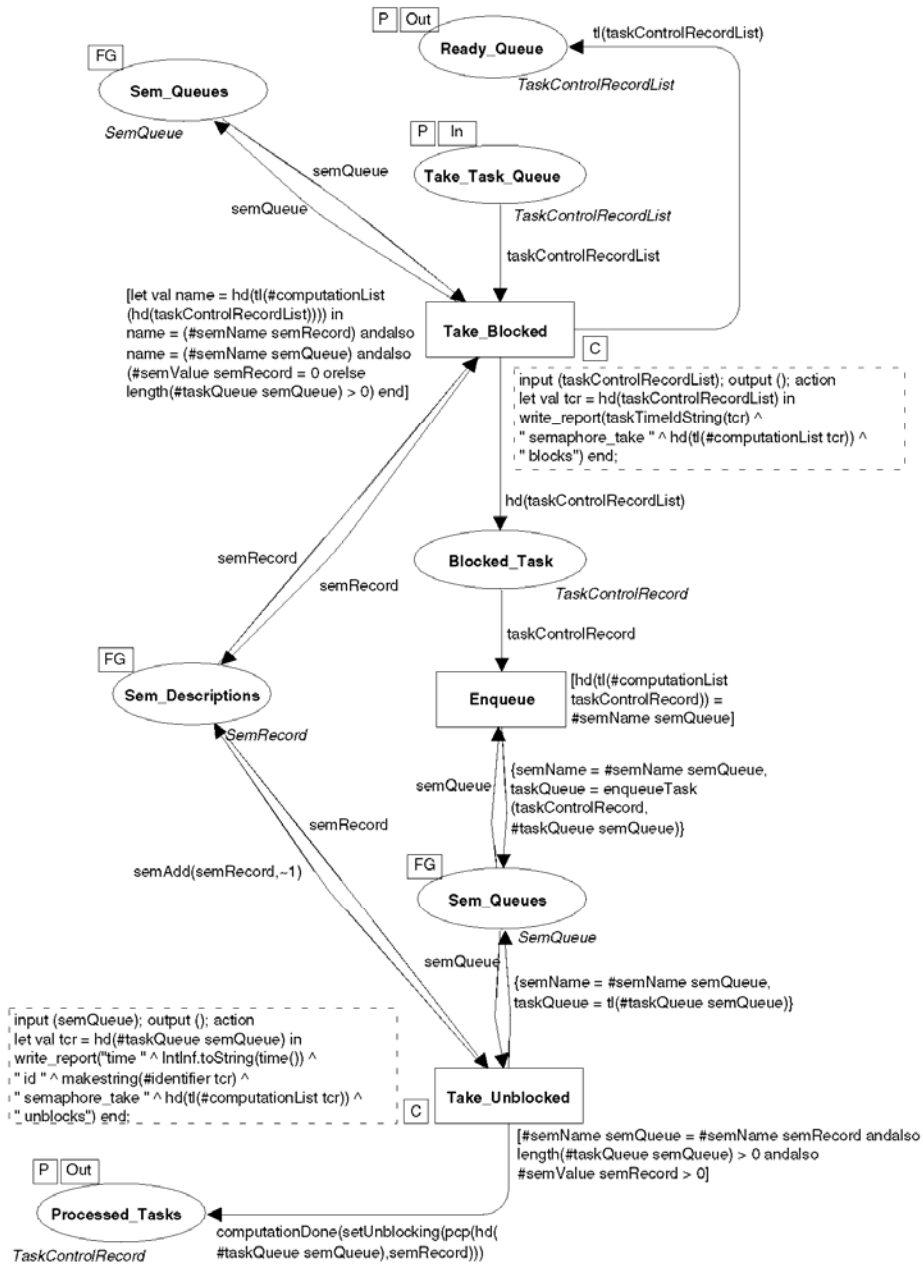 P Out
Ready_Queue
TaskControlRecordList
tl(taskControlRecordList)
FG
Sem_Queues
SemQueue
P In
Take_Task_Queue
TaskControlRecordList
semQueue
semQueue
taskControlRecordList
[let val name = hd(tl(#computationList
(hd(taskControlRecordList)))) in
name = (#semName semRecord) andalso
name = (#semName semQueue) andalso
(#semValue semRecord = 0 orelse
length(#taskQueue semQueue) > 0) end]
Take_Blocked
C
input (taskControlRecordList); output (); action
let val tcr = hd(taskControlRecordList) in
write_report(taskTimeIdString(tcr) ^
" semaphore_take " ^ hd(tl(#computationList tcr)) ^
" blocks") end;
hd(taskControlRecordList)
semRecord
semRecord
Blocked_Task
TaskControlRecord
taskControlRecord
FG
Sem_Descriptions
SemRecord
Enqueue
[hd(tl(#computationList
taskControlRecord)) =
#semName semQueue]
semQueue
{semName = #semName semQueue,
taskQueue = enqueueTask
(taskControlRecord,
#taskQueue semQueue)}
semRecord
semAdd(semRecord,~1)
FG
Sem_Queues
SemQueue
semQueue
{semName = #semName semQueue,
taskQueue = tl(#taskQueue semQueue)}
input (semQueue); output (); action
let val tcr = hd(#taskQueue semQueue) in
write_report("time " ^ IntInf.toString(time()) ^
" id " ^ makestring(#identifier tcr) ^
" semaphore_take " ^ hd(tl(#computationList tcr)) ^
" unblocks") end;
C
Take_Unblocked
[#semName semQueue = #semName semRecord andalso
length(#taskQueue semQueue) > 0 andalso
#semValue semRecord > 0]
P Out
Processed_Tasks
TaskControlRecord
computationDone(setUnblocking(pcp(hd(
#taskQueue semQueue),semRecord)))